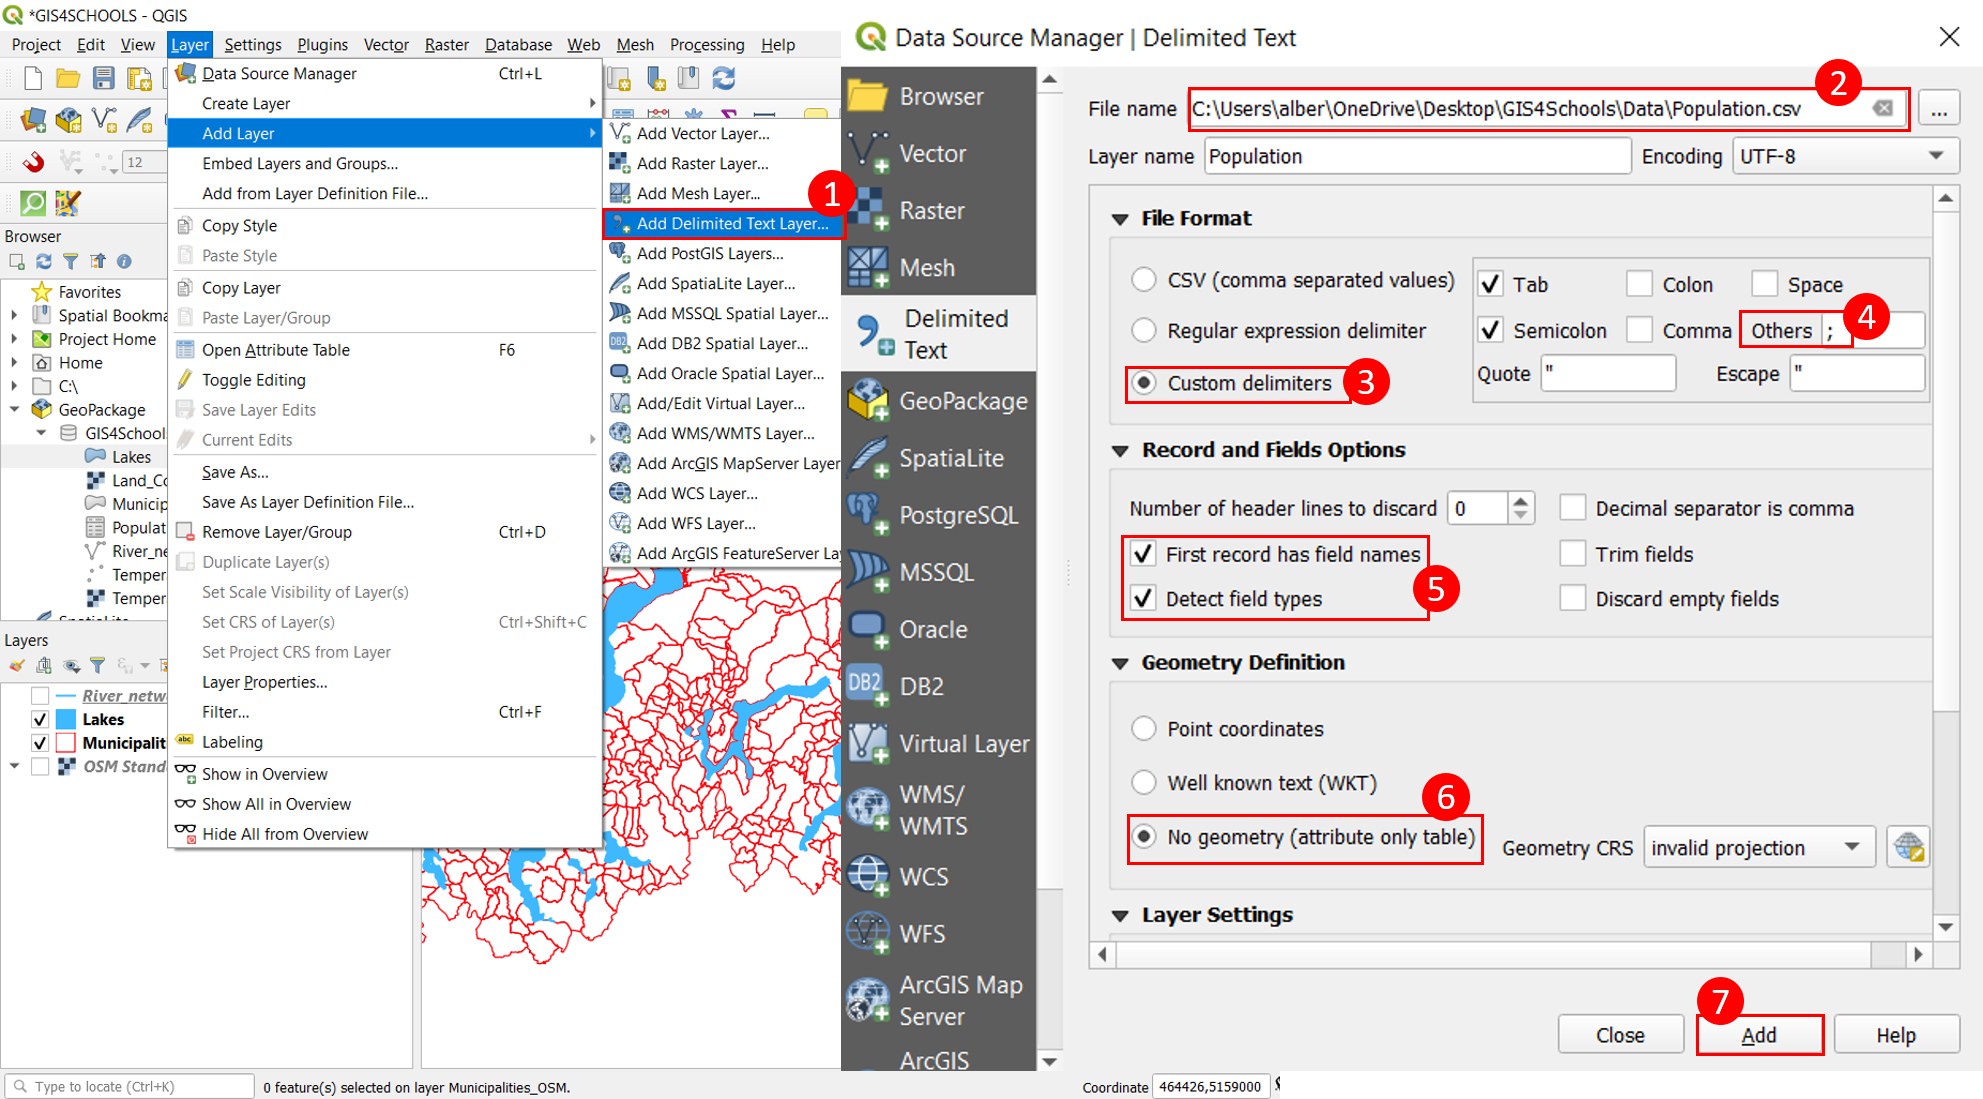 *GIS4SCHOOLS - QGIS
Project Edit View Layer Settings Plugins Vector Raster Database Web Mesh Processing Help
12
Data Source Manager Ctrl+L
Create Layer
Add Layer
Embed Layers and Groups...
Add from Layer Definition File...
Copy Style
Paste Style
Copy Layer
Paste Layer/Group
Open Attribute Table F6
Toggle Editing
Save Layer Edits
Current Edits
Save As...
Save As Layer Definition File...
Remove Layer/Group Ctrl+D
Duplicate Layer(s)
Set Scale Visibility of Layer(s)
Set CRS of Layer(s) Ctrl+Shift+C
Set Project CRS from Layer
Layer Properties...
Filter... Ctrl+F
abc Labeling
Show in Overview
Show All in Overview
Hide All from Overview
Add Vector Layer...
Add Raster Layer...
Add Mesh Layer...
1
Add Delimited Text Layer...
Add PostGIS Layers...
Add SpatiaLite Layer...
Add MSSQL Spatial Layer...
DB2 Add DB2 Spatial Layer...
Add Oracle Spatial Layer...
Add/Edit Virtual Layer...
Add WMS/WMTS Layer...
Add ArcGIS MapServer Layer
Add WCS Layer...
Add WFS Layer...
Add ArcGIS FeatureServer La
Browser
Favorites
Spatial Bookma
Project Home
Home
C:\
GeoPackage
GIS4School
Lakes
Land_Co
Municip
Populat
River_ne
Temper
Temper
SpatiaLite
Layers
River_netw
Lakes
Municipaliti
OSM Standa
Type to locate (Ctrl+K)
0 feature(s) selected on layer Municipalities_OSM.
Coordinate 464426,5159000
Data Source Manager | Delimited Text
Browser
Vector
Raster
Mesh
Delimited
Text
GeoPackage
SpatiaLite
PostgreSQL
MSSQL
Oracle
DB2 DB2
Virtual Layer
WMS/
WMTS
WCS
WFS
ArcGIS Map
Server
ArcGIS
2
File name C:\Users\alber\OneDrive\Desktop\GIS4Schools\Data\Population.csv ...
Layer name Population Encoding UTF-8
File Format
CSV (comma separated values)
Regular expression delimiter
Custom delimiters 3
Tab Colon Space
Semicolon Comma Others ; 4
Quote " Escape "
Record and Fields Options
Number of header lines to discard 0 Decimal separator is comma
First record has field names Trim fields
Detect field types 5 Discard empty fields
Geometry Definition
Point coordinates
Well known text (WKT)
6
No geometry (attribute only table) Geometry CRS invalid projection
Layer Settings
7
Close Add Help